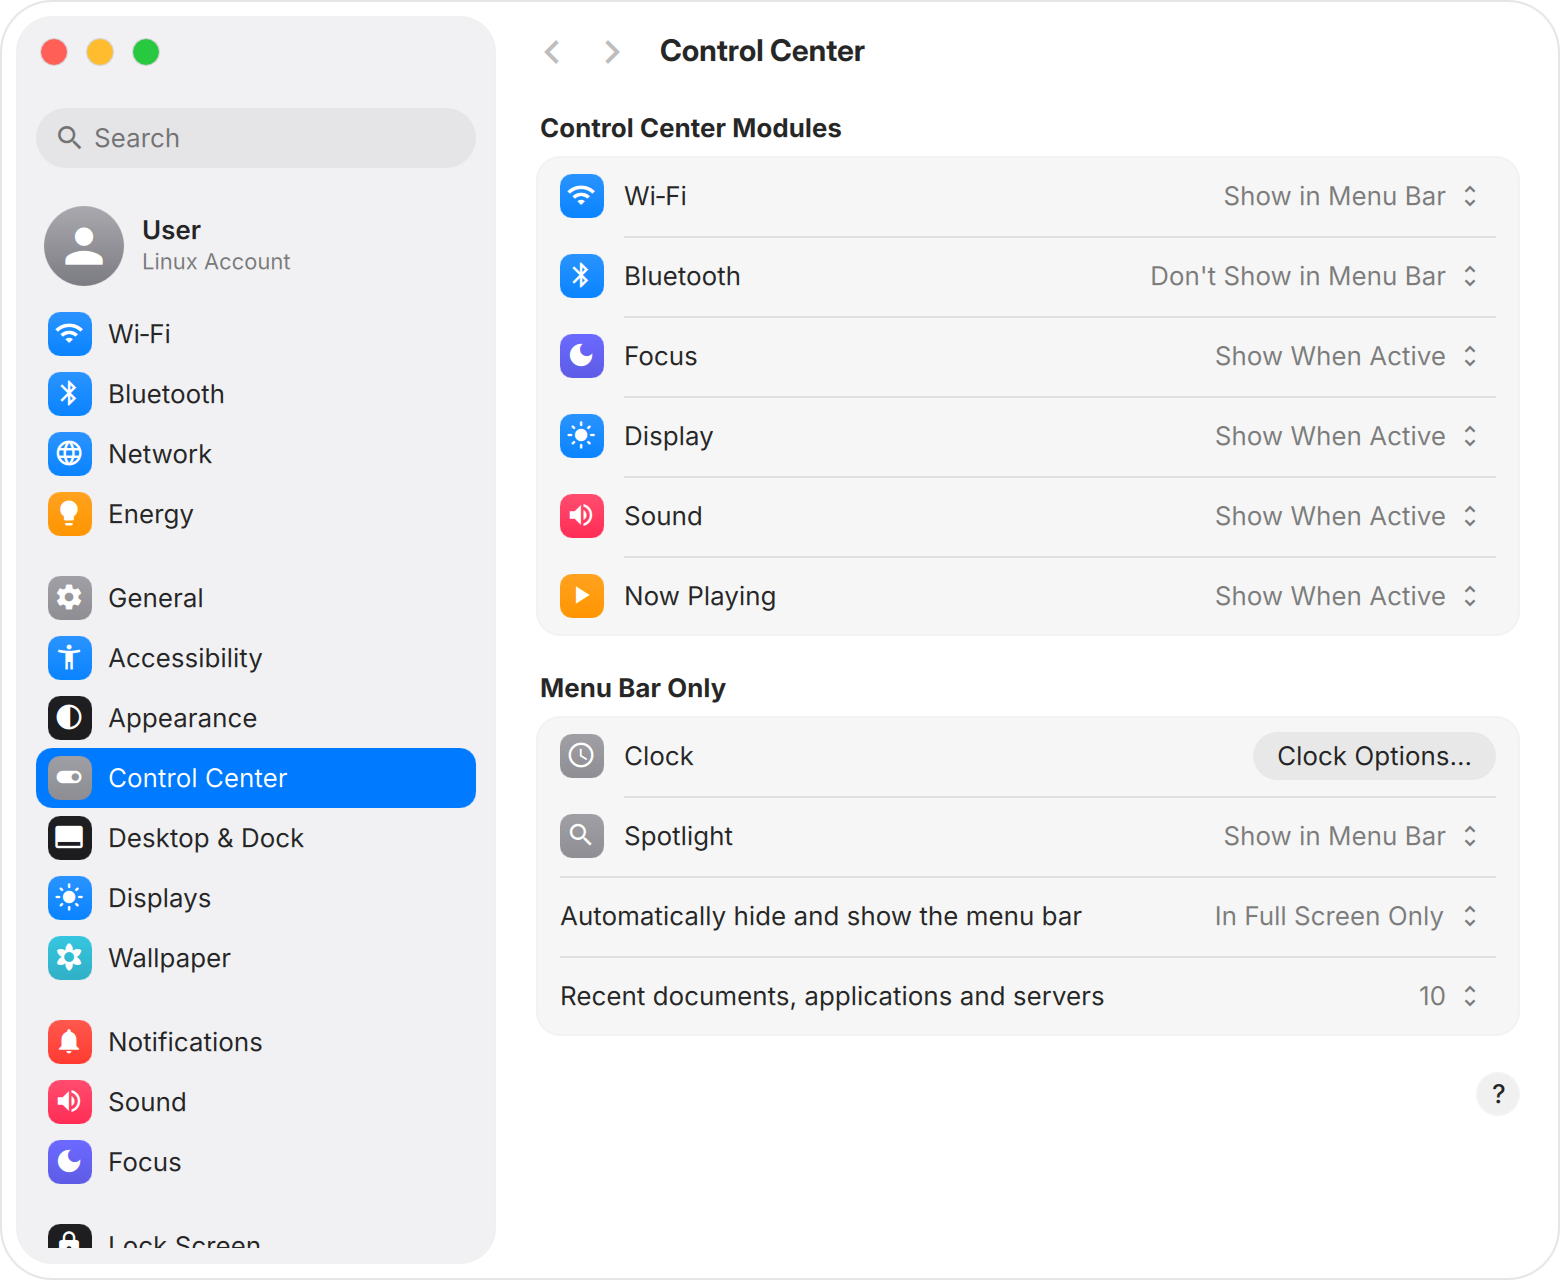 Search
User
Linux Account
Wi-Fi
Bluetooth
Network
Energy
General
Accessibility
Appearance
Control Center
Desktop & Dock
Displays
Wallpaper
Notifications
Sound
Focus
Lock Screen
Control Center
Control Center Modules
Wi-Fi Show in Menu Bar
Bluetooth Don't Show in Menu Bar
Focus Show When Active
Display Show When Active
Sound Show When Active
Now Playing Show When Active
Menu Bar Only
Clock Clock Options...
Spotlight Show in Menu Bar
Automatically hide and show the menu bar In Full Screen Only
Recent documents, applications and servers 10
?